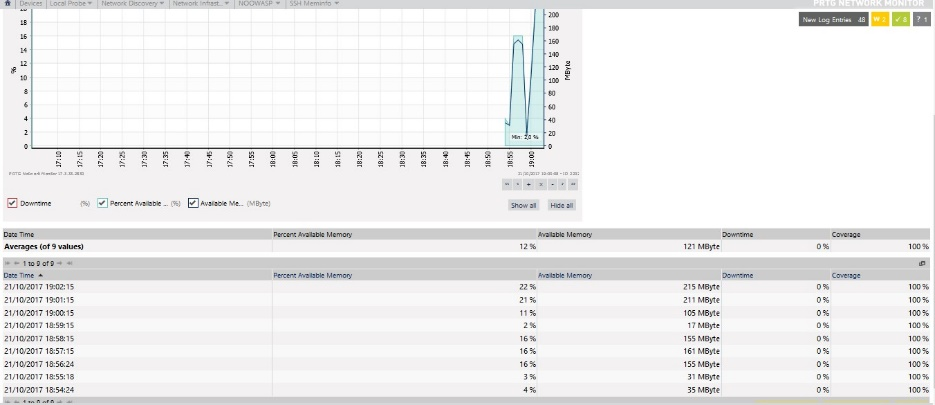 Devices Local Probe Network Discovery Network Infrast... NOOWASP SSH Meminfo
PRTG NETWORK MONITOR
New Log Entries 48 W 2 8 ? 1
%
20
18
16
14
12
10
8
6
4
2
0
MByte
200
180
160
140
120
100
80
60
40
20
0
Min: 2,0 %
17:10 17:15 17:20 17:25 17:30 17:35 17:40 17:45 17:50 17:55 18:00 18:05 18:10 18:15 18:20 18:25 18:30 18:35 18:40 18:45 18:50 18:55 19:00
Downtime (%) Percent Available ... (%) Available Me... (MByte)
Show all Hide all
Date Time Percent Available Memory Available Memory Downtime Coverage
Averages (of 9 values) 12 % 121 MByte 0 % 100 %
1 to 9 of 9
Date Time Percent Available Memory Available Memory Downtime Coverage
21/10/2017 19:02:15 22 % 215 MByte 0 % 100 %
21/10/2017 19:01:15 21 % 211 MByte 0 % 100 %
21/10/2017 19:00:15 11 % 105 MByte 0 % 100 %
21/10/2017 18:59:15 2 % 17 MByte 0 % 100 %
21/10/2017 18:58:15 16 % 155 MByte 0 % 100 %
21/10/2017 18:57:15 16 % 161 MByte 0 % 100 %
21/10/2017 18:56:24 16 % 155 MByte 0 % 100 %
21/10/2017 18:55:18 3 % 31 MByte 0 % 100 %
21/10/2017 18:54:24 4 % 35 MByte 0 % 100 %
1 to 9 of 9